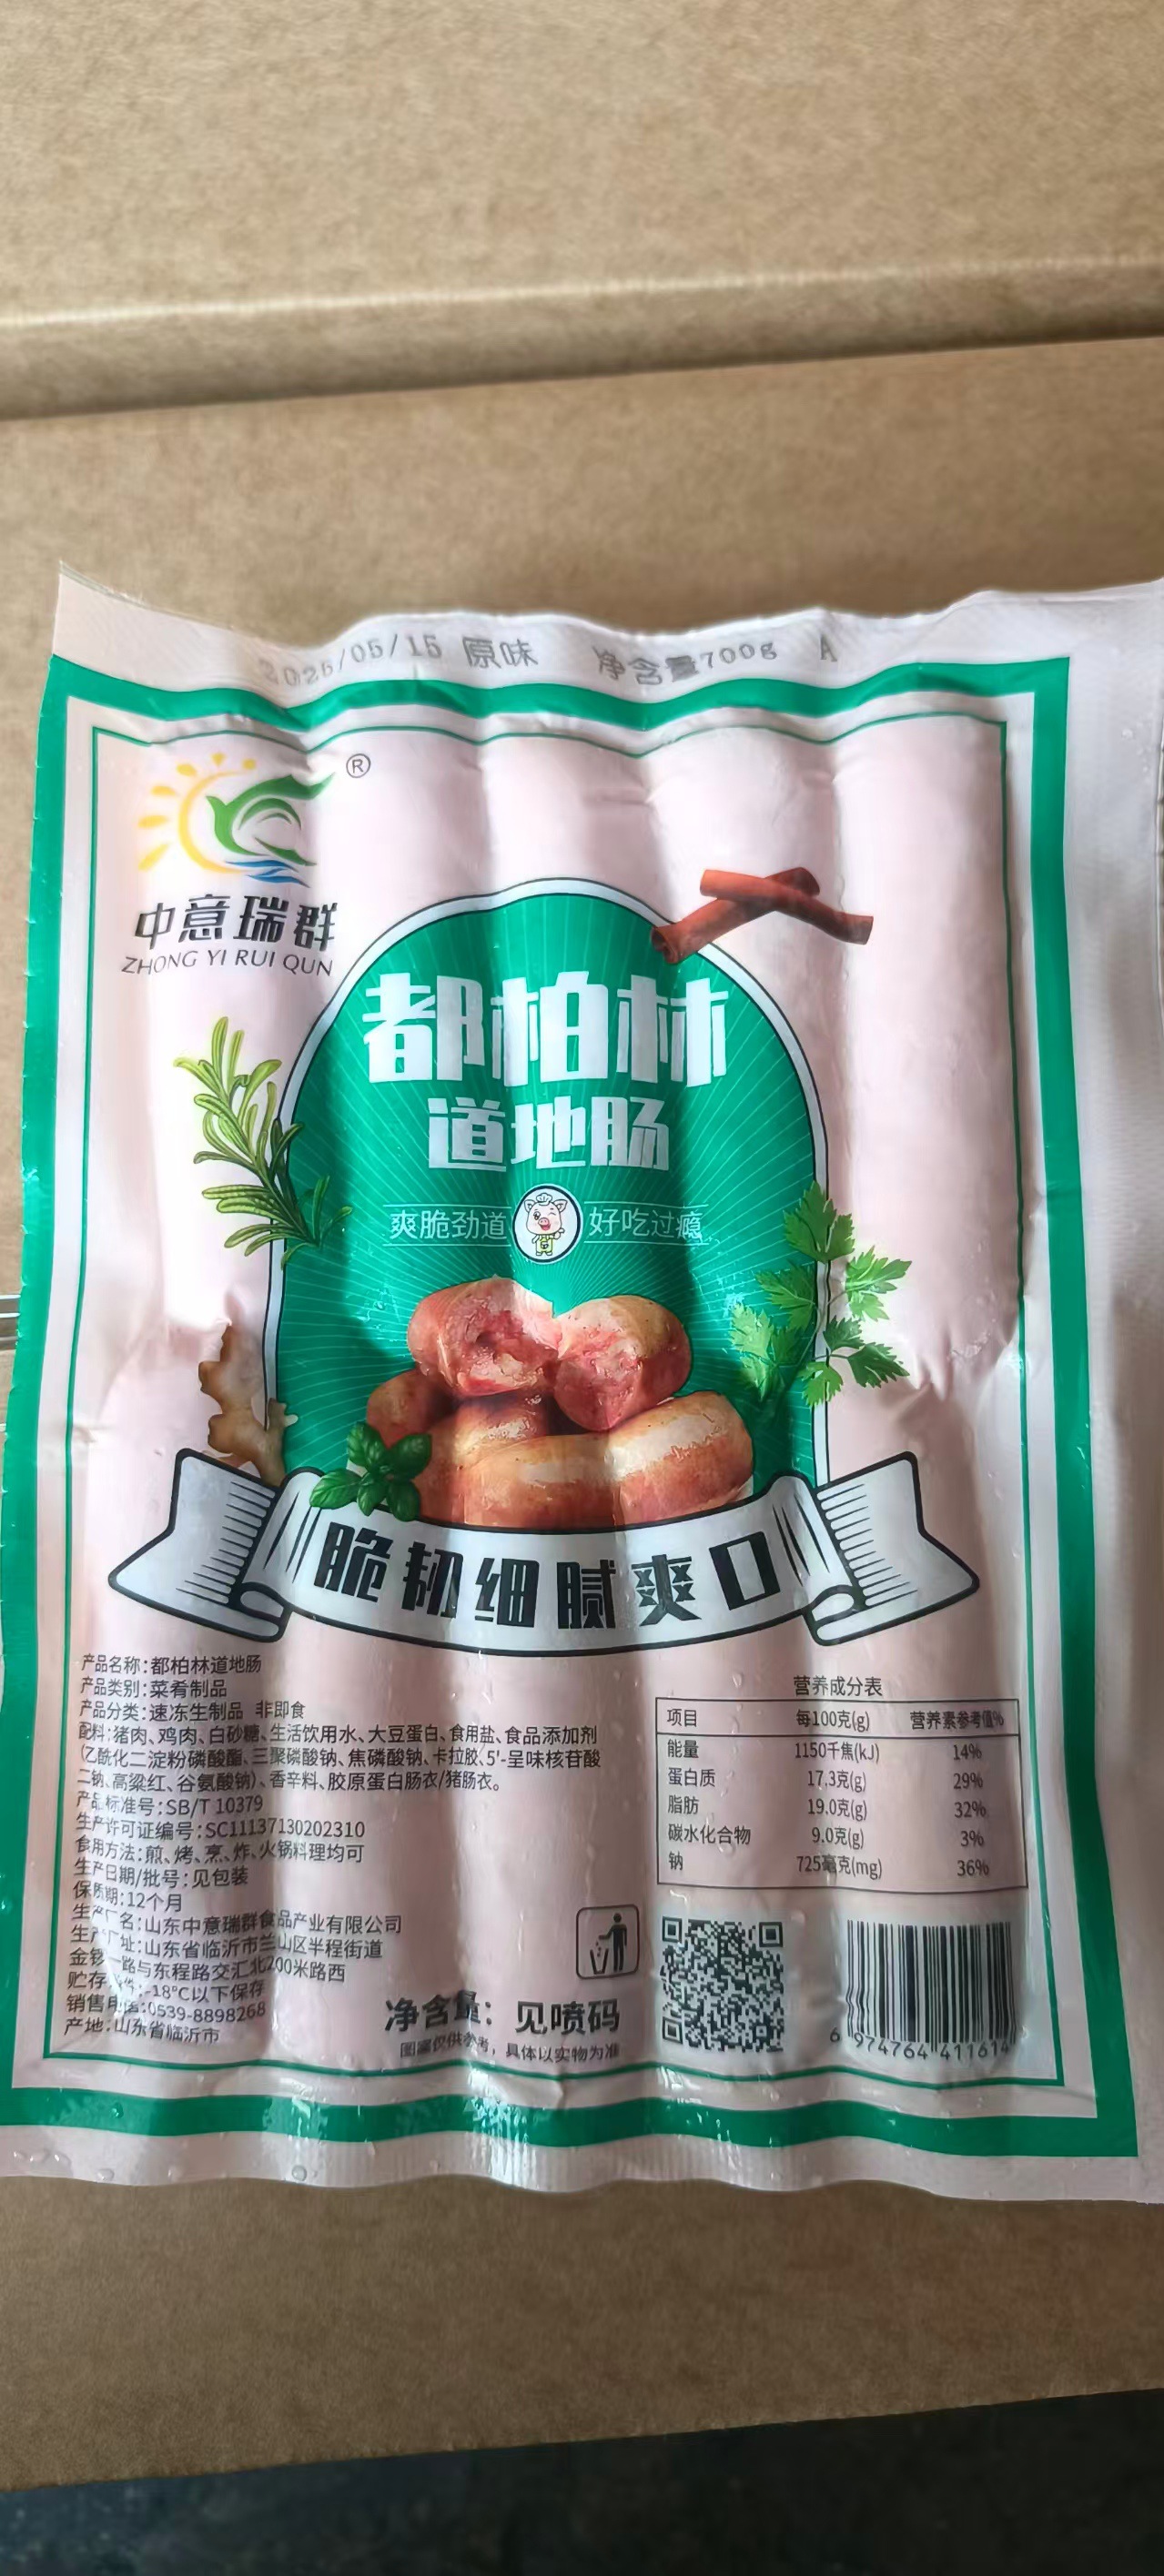 2025/05/15 原味 净含量700g A
®
中意瑞群
ZHONG YI RUI QUN
都柏林
道地肠
爽脆劲道 好吃过瘾
脆韧细腻爽口
产品名称:都柏林道地肠
产品类别:菜肴制品
产品分类:速冻生制品 非即食
配料:猪肉、鸡肉、白砂糖、生活饮用水、大豆蛋白、食用盐、食品添加剂
(乙酰化二淀粉磷酸酯、三聚磷酸钠、焦磷酸钠、卡拉胶、5'-呈味核苷酸
二钠、高粱红、谷氨酸钠)、香辛料、胶原蛋白肠衣/猪肠衣。
产品标准号:SB/T 10379
生产许可证编号:SC11137130202310
食用方法:煎、烤、烹、炸、火锅料理均可
生产日期/批号:见包装
保质期:12个月
生产厂名:山东中意瑞群食品产业有限公司
生产厂址:山东省临沂市兰山区半程街道
金锣一路与东程路交汇北200米路西
贮存条件:-18°C以下保存
销售电话:0539-8898268
产地:山东省临沂市
营养成分表
项目 每100克(g) 营养素参考值%
能量 1150千焦(kJ) 14%
蛋白质 17.3克(g) 29%
脂肪 19.0克(g) 32%
碳水化合物 9.0克(g) 3%
钠 725毫克(mg) 36%
净含量：见喷码
图案仅供参考，具体以实物为准
6 974764 411614